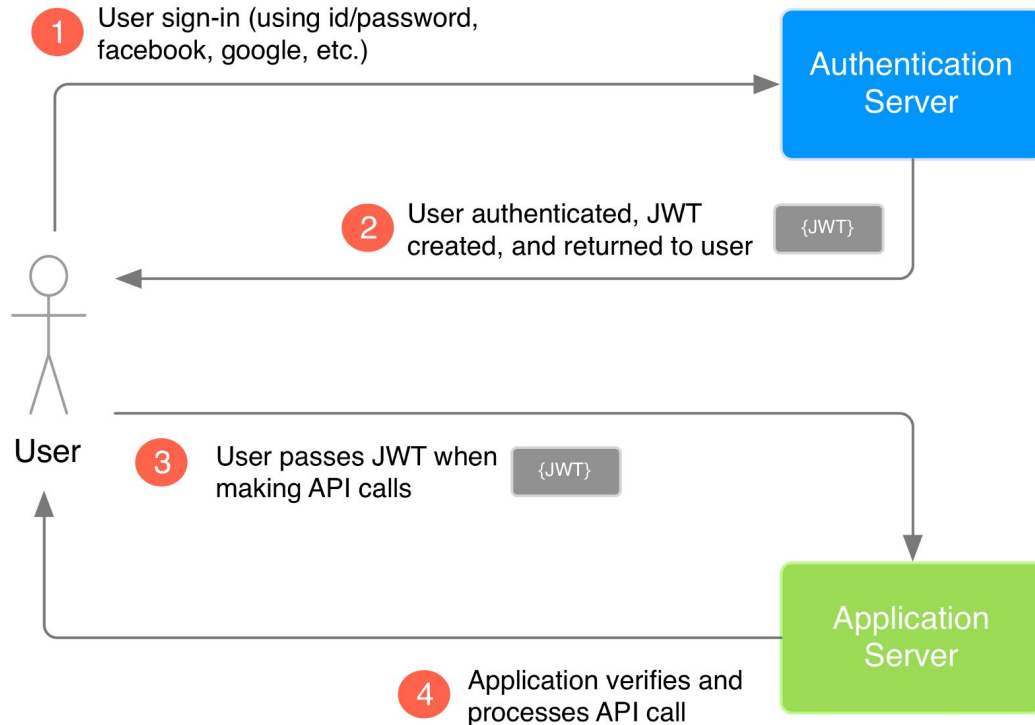 1
User sign-in (using id/password,
facebook, google, etc.)
Authentication
Server
2
User authenticated, JWT
created, and returned to user
{JWT}
User
3
User passes JWT when
making API calls
{JWT}
Application
Server
4
Application verifies and
processes API call